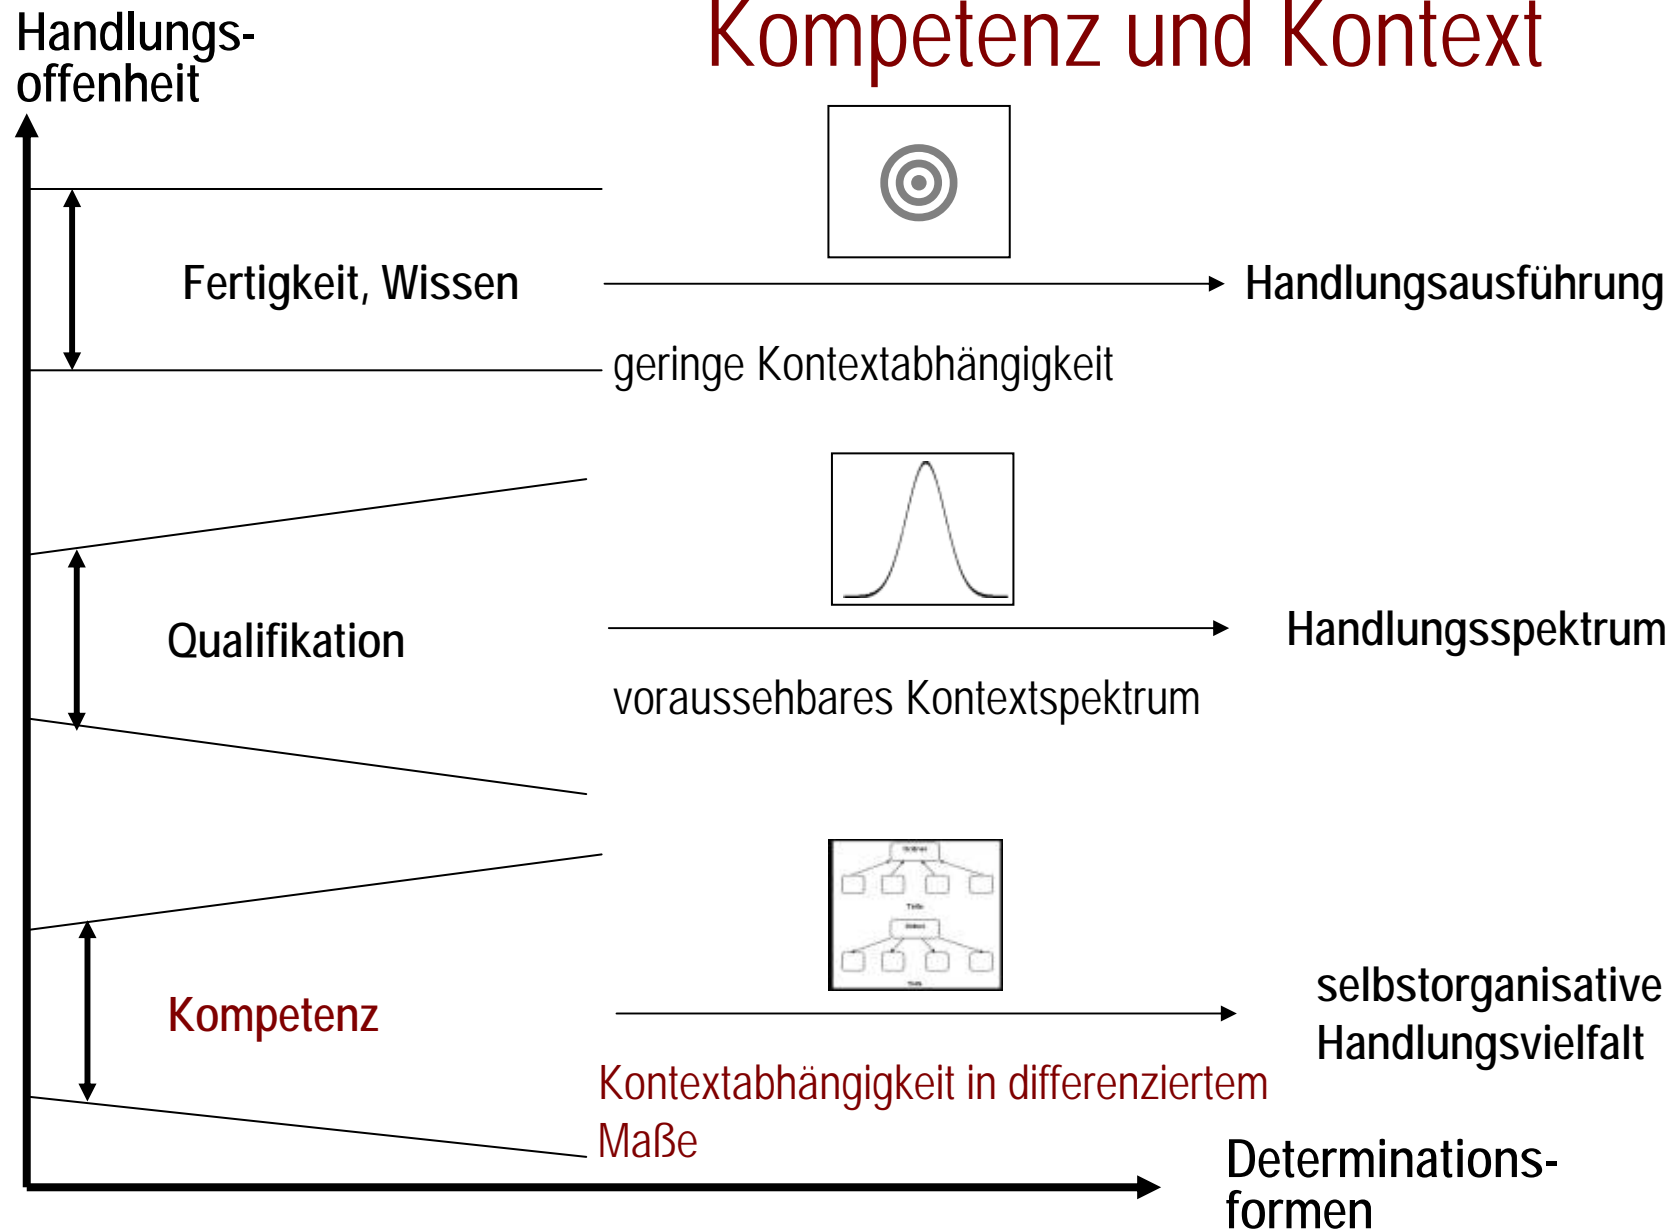 Kompetenz und Kontext
Handlungs-
offenheit
Fertigkeit, Wissen
Handlungsausführung
geringe Kontextabhängigkeit
Qualifikation
Handlungsspektrum
voraussehbares Kontextspektrum
Kompetenz
selbstorganisative
Handlungsvielfalt
Kontextabhängigkeit in differenziertem
Maße
Determinations-
formen